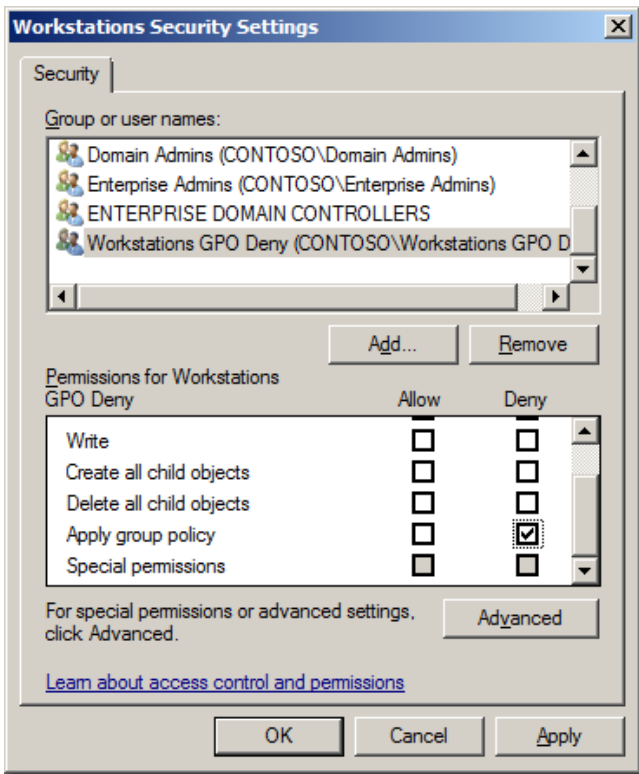 Workstations Security Settings
Security
Group or user names:
Domain Admins (CONTOSO\Domain Admins)
Enterprise Admins (CONTOSO\Enterprise Admins)
ENTERPRISE DOMAIN CONTROLLERS
Workstations GPO Deny (CONTOSO\Workstations GPO D
Add... Remove
Permissions for Workstations
GPO Deny Allow Deny
Write
Create all child objects
Delete all child objects
Apply group policy
Special permissions
For special permissions or advanced settings,
click Advanced. Advanced
Learn about access control and permissions
OK Cancel Apply